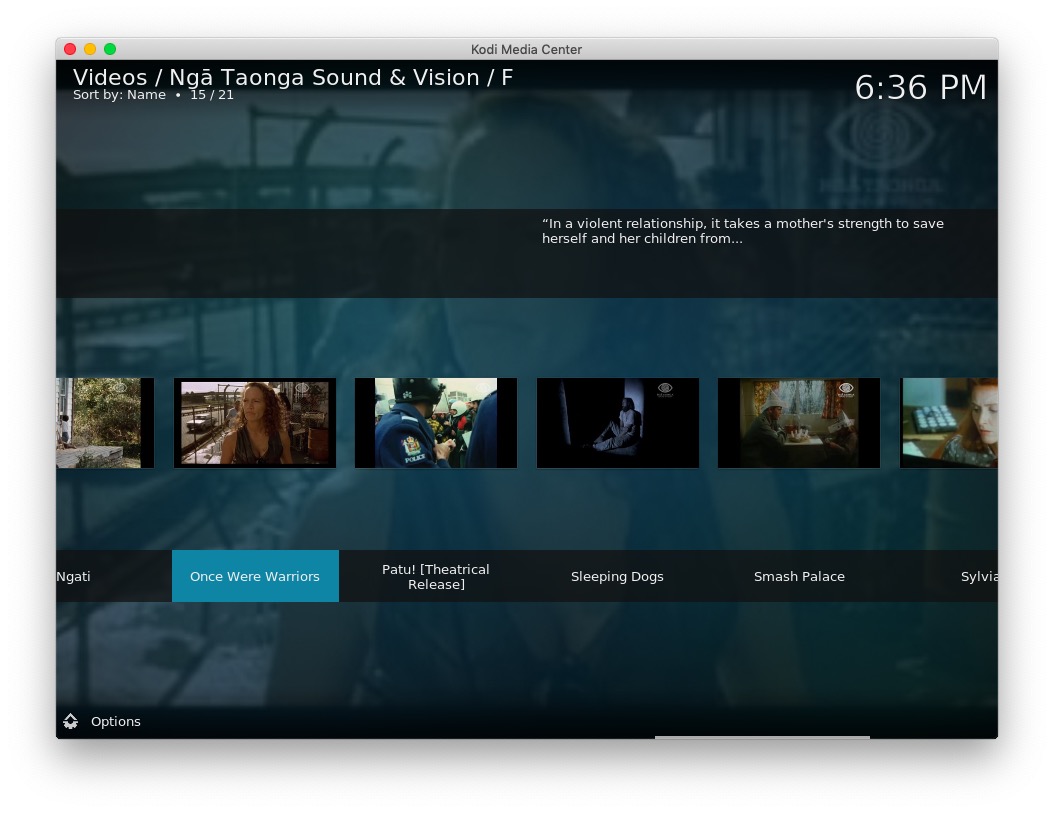 Kodi Media Center
Videos / Ngā Taonga Sound & Vision / F
Sort by: Name • 15 / 21
6:36 PM
“In a violent relationship, it takes a mother's strength to save
herself and her children from...
POLICE
Ngati
Once Were Warriors
Patu! [Theatrical
Release]
Sleeping Dogs
Smash Palace
Sylvia
Options